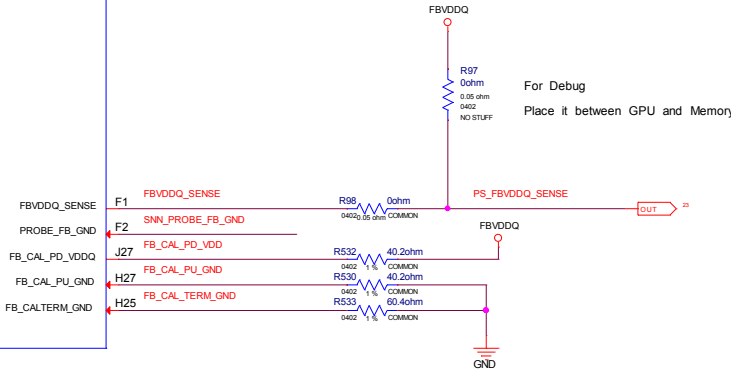 FBVDDQ
R97
0ohm
0.05 ohm
0402
NO STUFF
For Debug
Place it between GPU and Memory
FBVDDQ_SENSE F1 FBVDDQ_SENSE R98 0ohm PS_FBVDDQ_SENSE OUT 23
0402 0.05 ohm COMMON
PROBE_FB_GND F2 SNN_PROBE_FB_GND
FBVDDQ
FB_CAL_PD_VDDQ J27 FB_CAL_PD_VDD R532 40.2ohm
0402 1 % COMMON
FB_CAL_PU_GND H27 FB_CAL_PU_GND R530 40.2ohm
0402 1 % COMMON
FB_CALTERM_GND H25 FB_CAL_TERM_GND R533 60.4ohm
0402 1 % COMMON
GND